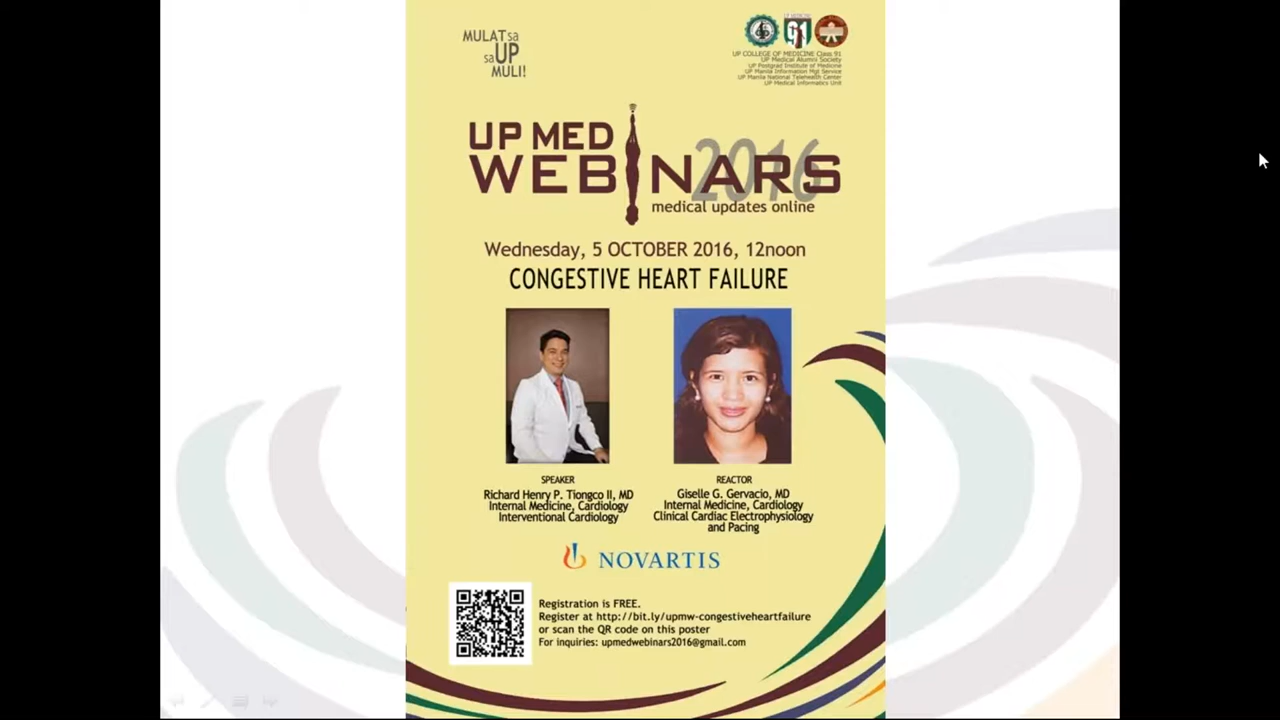 MULAT sa
sa UP
MULI!
UP COLLEGE OF MEDICINE Class 91
UP Medical Alumni Society
UP Postgrad Institute of Medicine
UP Manila Information Mgt Service
UP Manila National Telehealth Center
UP Medical Informatics Unit
UP MED
WEBINARS
2016
medical updates online
Wednesday, 5 OCTOBER 2016, 12noon
CONGESTIVE HEART FAILURE
SPEAKER
Richard Henry P. Tiongco II, MD
Internal Medicine, Cardiology
Interventional Cardiology
REACTOR
Giselle G. Gervacio, MD
Internal Medicine, Cardiology
Clinical Cardiac Electrophysiology
and Pacing
NOVARTIS
Registration is FREE.
Register at http://bit.ly/upmw-congestiveheartfailure
or scan the QR code on this poster
For inquiries: upmedwebinars2016@gmail.com